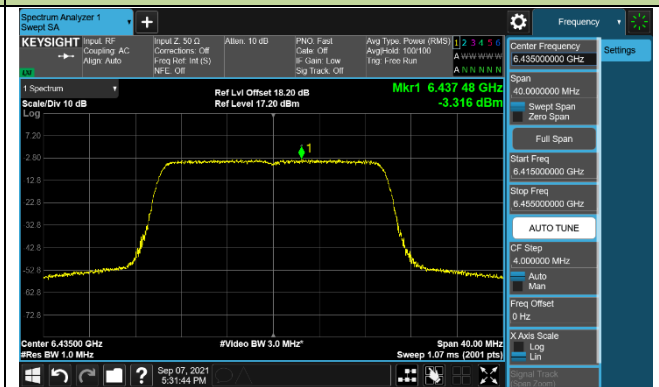 Spectrum Analyzer 1
Swept SA
Frequency
KEYSIGHT Input: RF
Coupling: AC
Align: Auto
Input Z: 50 Ω
Corrections: Off
Freq Ref: Int (S)
NFE: Off
Atten: 10 dB
PNO: Fast
Gate: Off
IF Gain: Low
Sig Track: Off
Avg Type: Power (RMS)
Avg|Hold: 100/100
Trig: Free Run
1 2 3 4 5 6
A W W W W W
A N N N N N
LXI
1 Spectrum
Scale/Div 10 dB
Log
Ref Lvl Offset 18.20 dB
Ref Level 17.20 dBm
Mkr1 6.437 48 GHz
-3.316 dBm
1
7.20
2.80
-12.8
-22.8
-32.8
-42.8
-52.8
-62.8
-72.8
Center 6.43500 GHz
#Res BW 1.0 MHz
#Video BW 3.0 MHz*
Span 40.00 MHz
Sweep 1.07 ms (2001 pts)
Sep 07, 2021
5:31:44 PM
Center Frequency
6.435000000 GHz
Settings
Span
40.0000000 MHz
Swept Span
Zero Span
Full Span
Start Freq
6.415000000 GHz
Stop Freq
6.455000000 GHz
AUTO TUNE
CF Step
4.000000 MHz
Auto
Man
Freq Offset
0 Hz
X Axis Scale
Log
Lin
Signal Track
(Span Zoom)